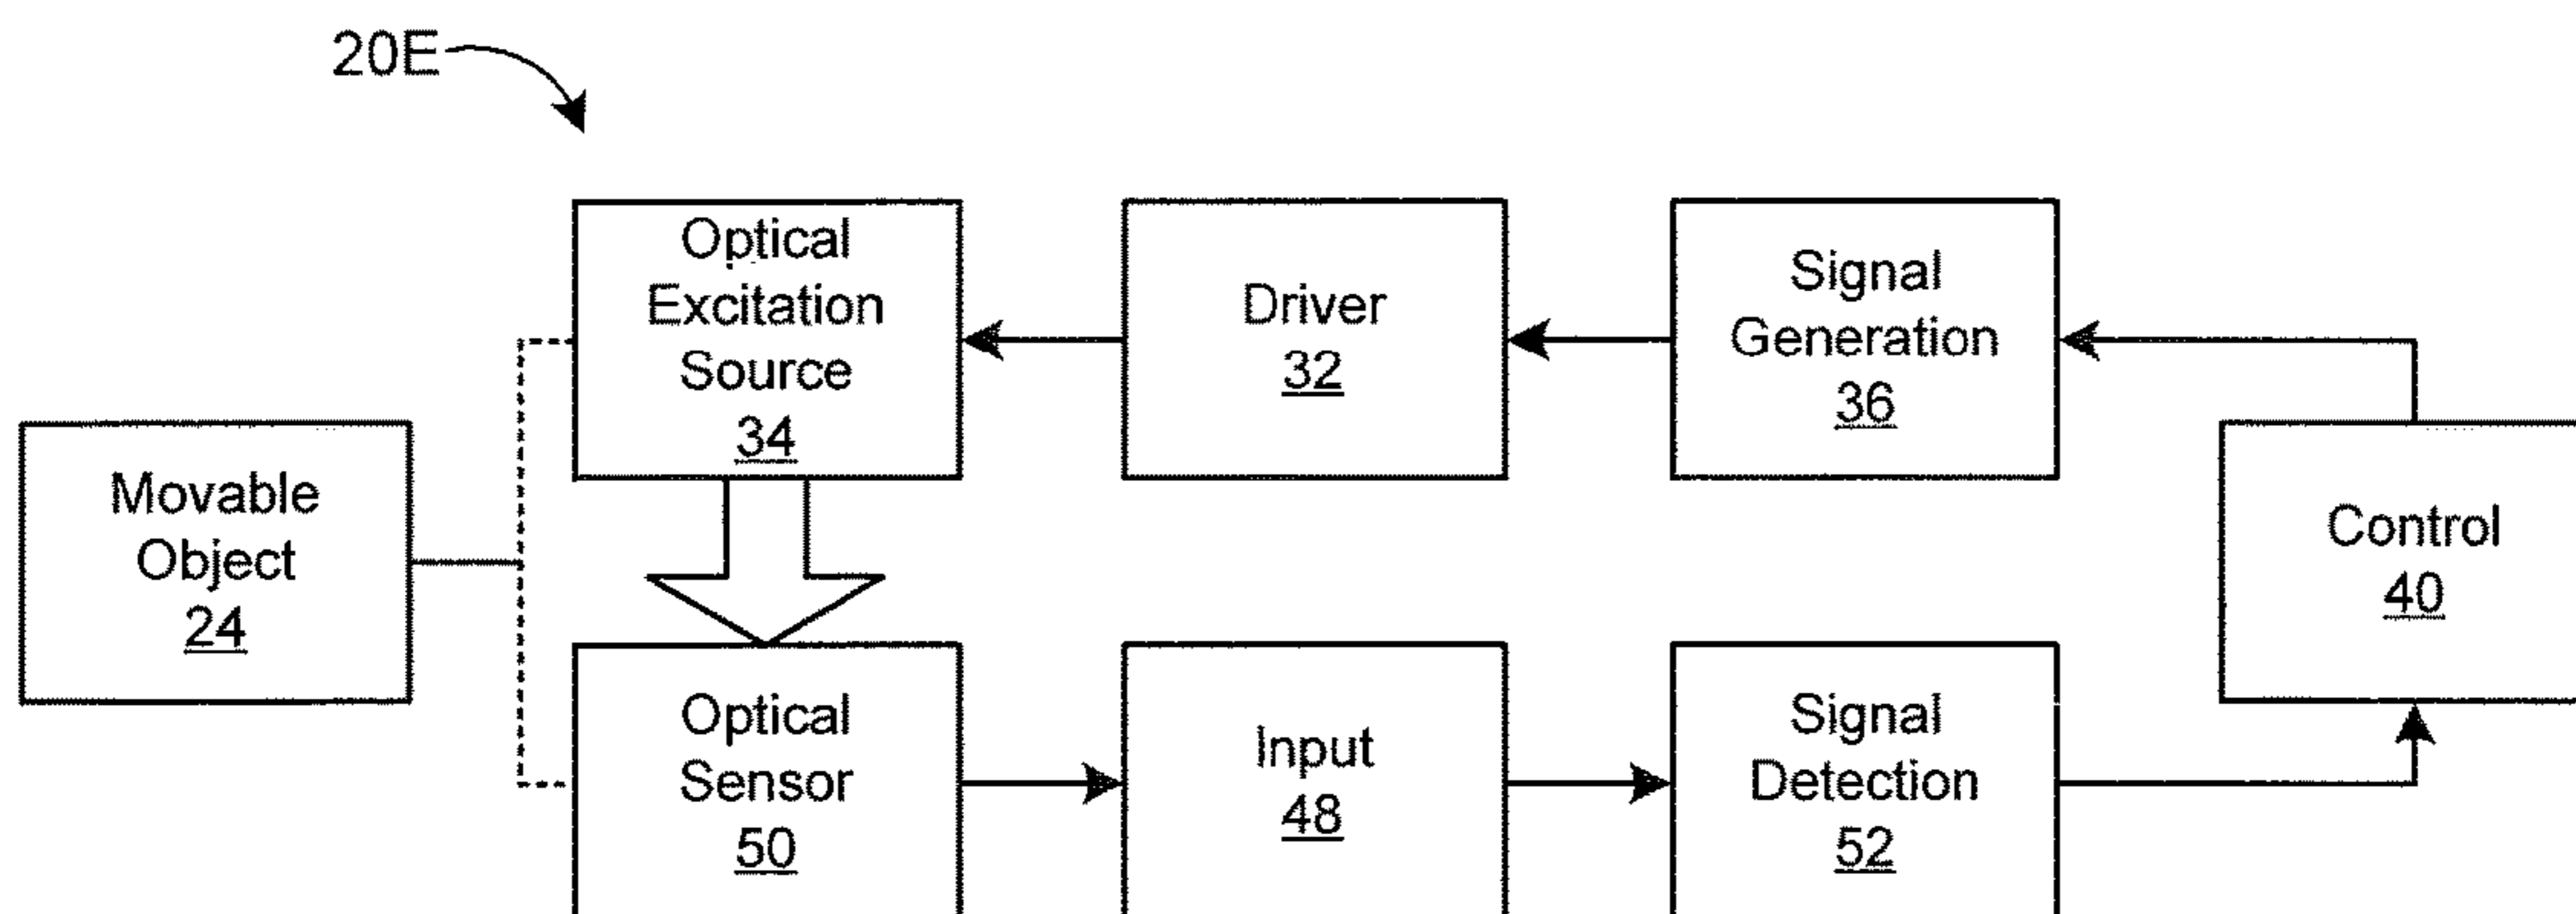 20E
Optical
Excitation
Source
34
Driver
32
Signal
Generation
36
Movable
Object
24
Control
40
Optical
Sensor
50
Input
48
Signal
Detection
52